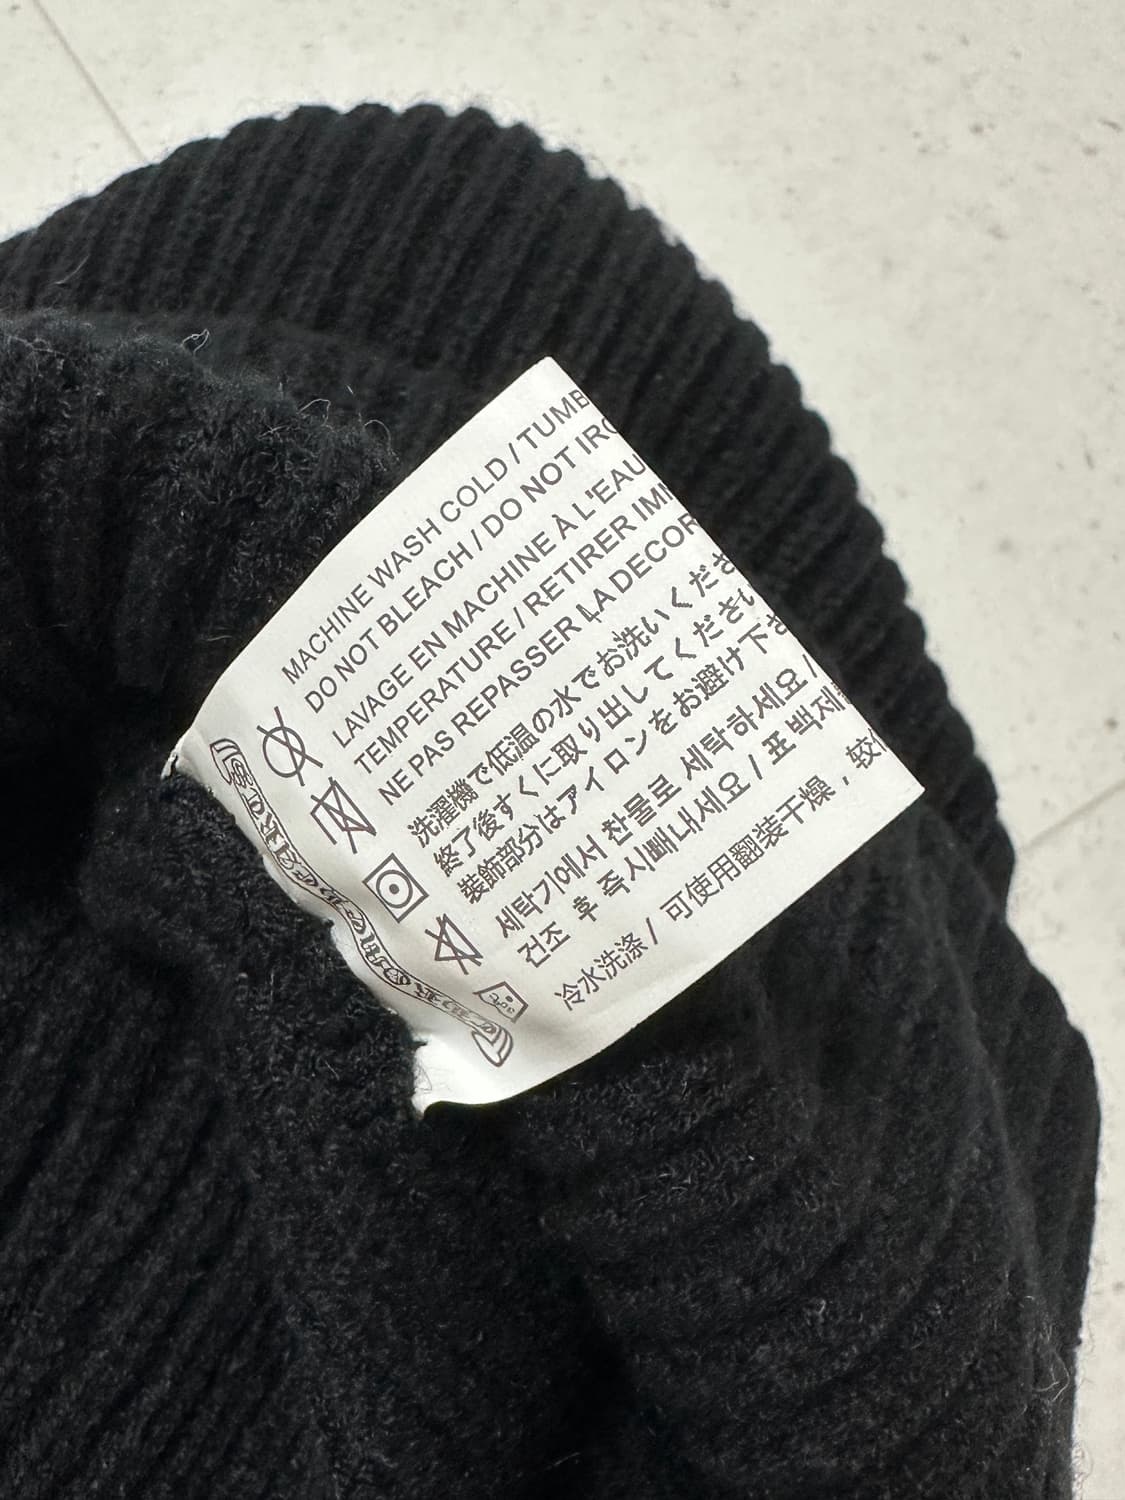 MACHINE WASH COLD / TUMB
DO NOT BLEACH / DO NOT IRO
LAVAGE EN MACHINE À L'EAU
TEMPERATURE / RETIRER IMM
NE PAS REPASSER LA DECOR
洗濯機で低温の水でお洗いくださ
終了後すぐに取り出してください
装飾部分はアイロンをお避け下さ
세탁기에서 찬물로 세탁하세요 /
건조 후 즉시빼내세요 / 표백제
冷水洗涤 / 可使用翻装干燥 , 较
CHROME HEARTS
30℃